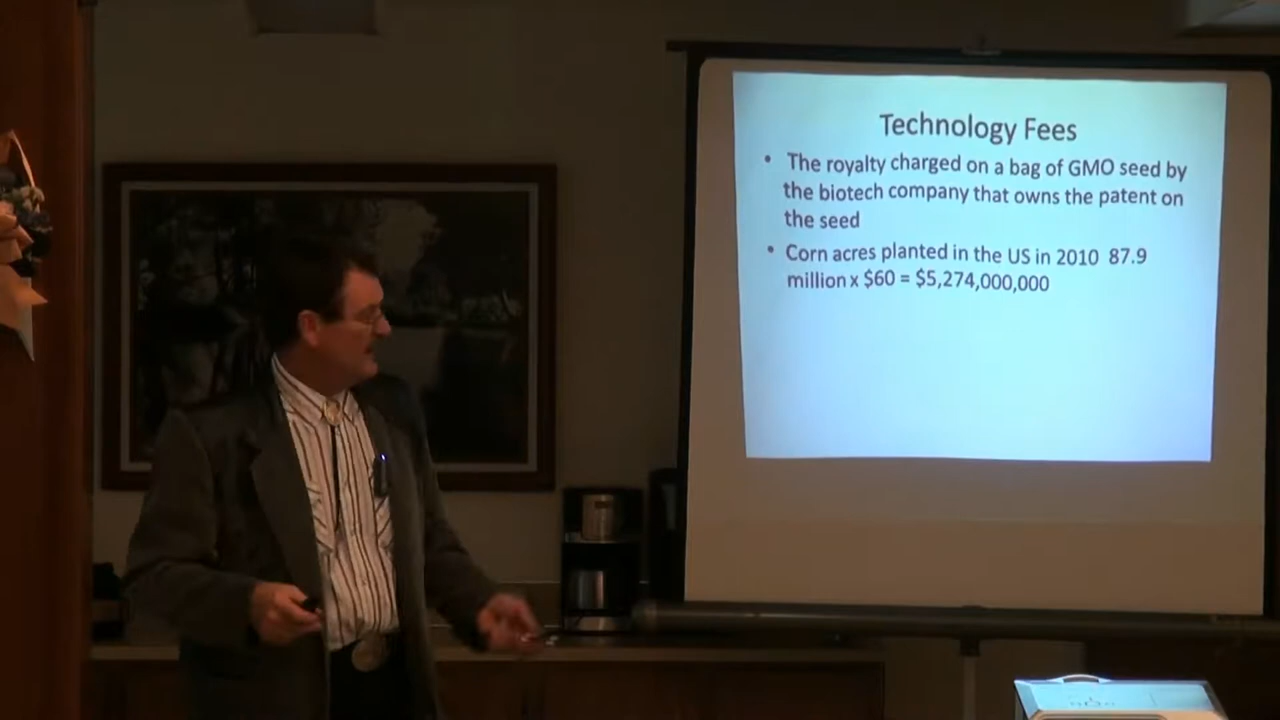 Technology Fees
• The royalty charged on a bag of GMO seed by
the biotech company that owns the patent on
the seed
• Corn acres planted in the US in 2010 87.9
million x $60 = $5,274,000,000